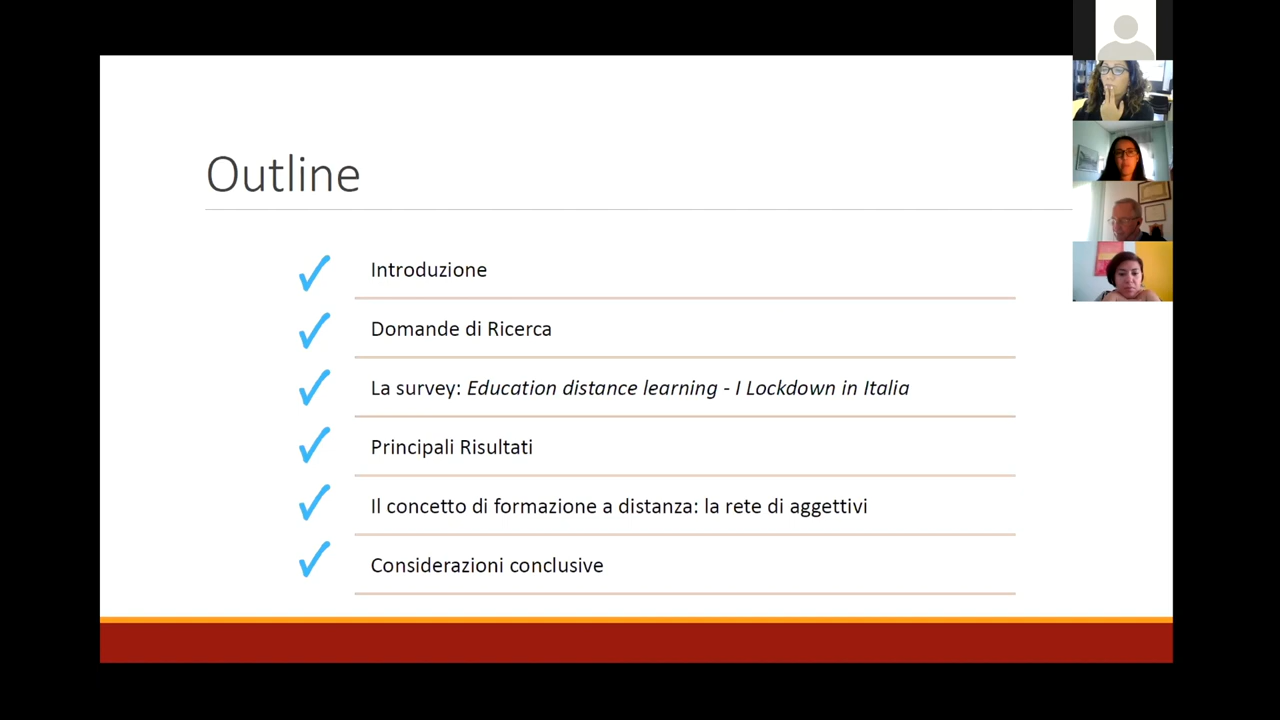 Outline
Introduzione
Domande di Ricerca
La survey: Education distance learning - I Lockdown in Italia
Principali Risultati
Il concetto di formazione a distanza: la rete di aggettivi
Considerazioni conclusive